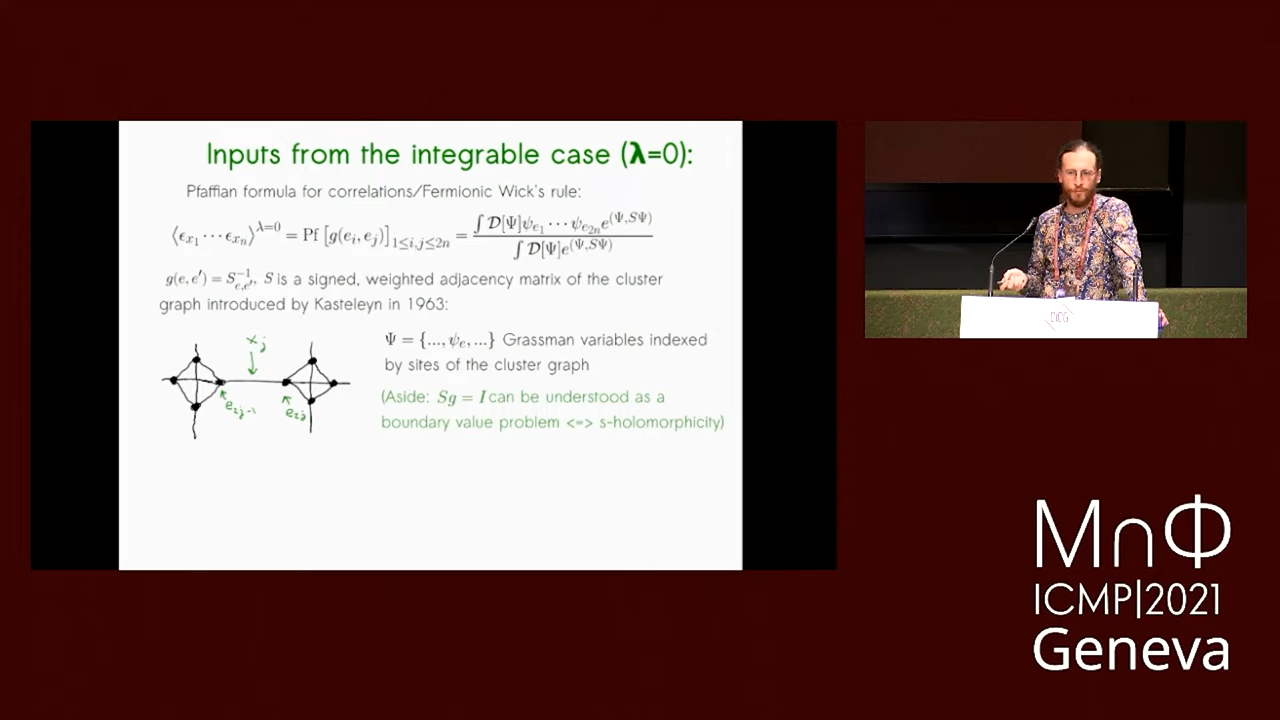 Inputs from the integrable case (λ=0):
Pfaffian formula for correlations/Fermionic Wick's rule:
⟨ϵ_{x_1} ⋯ ϵ_{x_n}⟩^{λ=0} = Pf [g(e_i, e_j)]_{1≤i,j≤2n} = ∫ D[Ψ]ψ_{e_1} ⋯ ψ_{e_{2n}} e^{(Ψ,SΨ)} / ∫ D[Ψ]e^{(Ψ,SΨ)}
g(e, e′) = S^{-1}_{e,e′}, S is a signed, weighted adjacency matrix of the cluster
graph introduced by Kasteleyn in 1963:
x_j
e_{2j-1}
e_{2j}
Ψ = {..., ψ_e, ...} Grassman variables indexed
by sites of the cluster graph
(Aside: Sg = I can be understood as a
boundary value problem <=> s-holomorphicity)
CICG
M∩Φ
ICMP|2021
Geneva